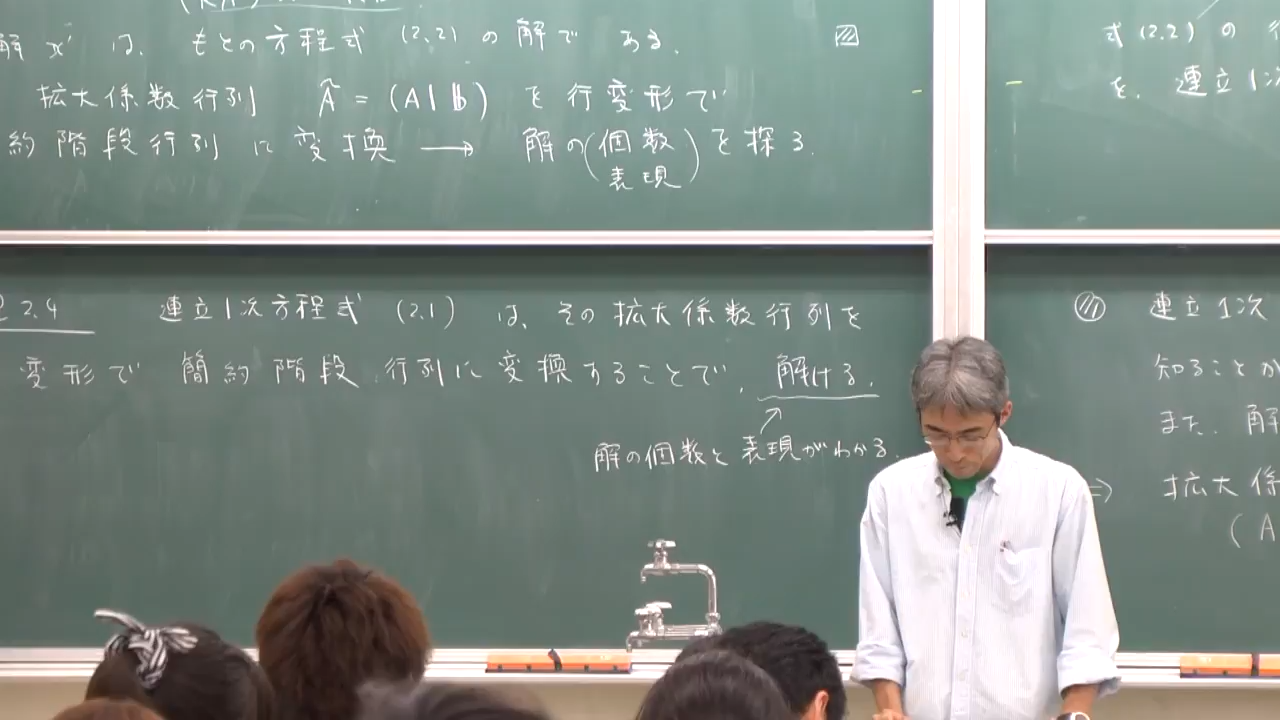 解 x' は、もとの方程式 (2.2) の解で ある.
拡大係数行列 Â = (A | b) を行変形で
約階段行列 に変換 → 解の(個数 表現)を探る.
式(2.2) の
を、連立1次
2.4 連立1次方程式 (2.1) は、その拡大係数行列を
変形で 簡約階段行列に変換することで、解ける.
解の個数と表現がわかる.
連立1次
知ることが
また、解
⇒ 拡大係
(A